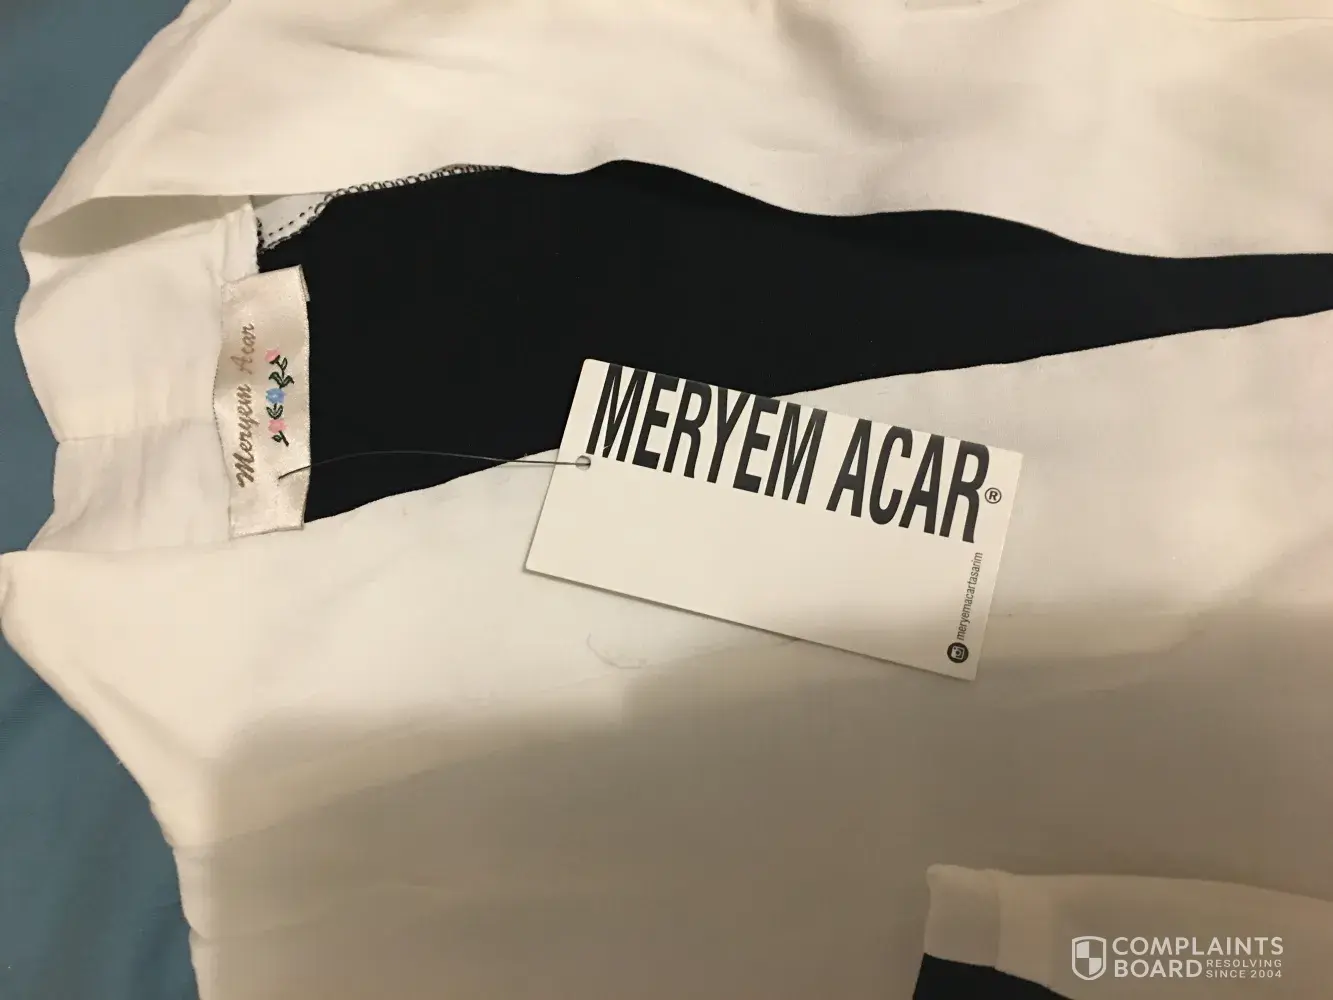 Meryem Acar
MERYEM ACAR®
meryemacartasarim
COMPLAINTS
BOARD RESOLVING
SINCE 2004